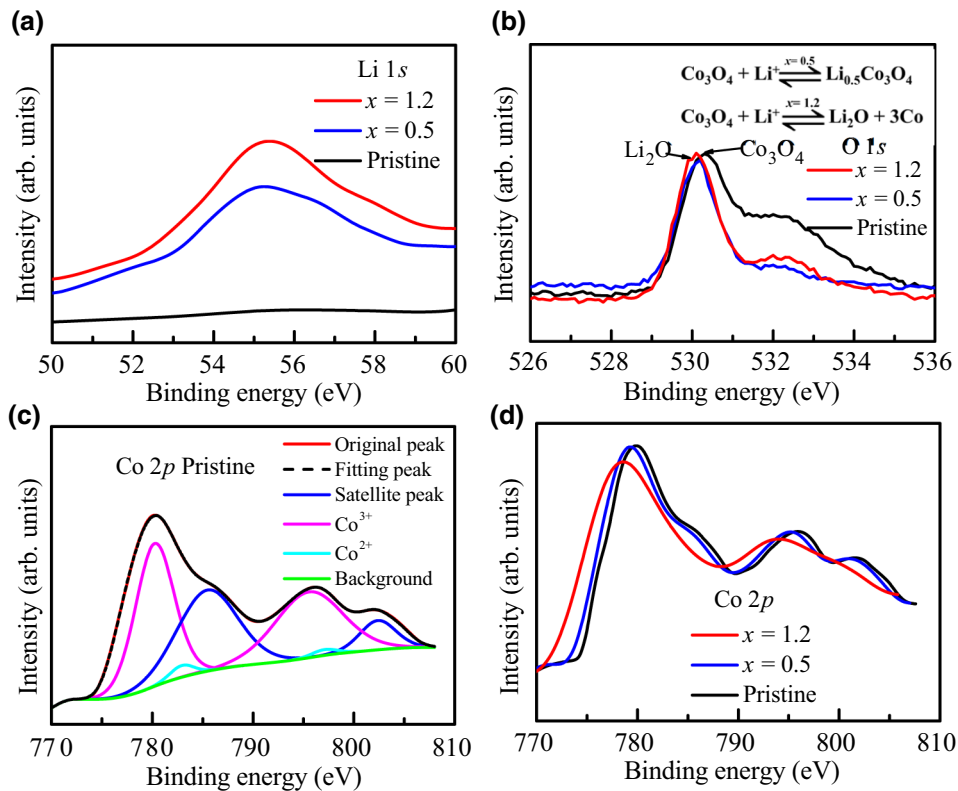 (a)
Li 1s
x = 1.2
x = 0.5
Pristine
Intensity (arb. units)
50 52 54 56 58 60
Binding energy (eV)
(b)
Co₃O₄ + Li⁺ x= 0.5 ⇌ Li₀.₅Co₃O₄
Co₃O₄ + Li⁺ x= 1.2 ⇌ Li₂O + 3Co
Li₂O Co₃O₄ O 1s
x = 1.2
x = 0.5
Pristine
Intensity (arb. units)
526 528 530 532 534 536
Binding energy (eV)
(c)
Co 2p Pristine
Original peak
Fitting peak
Satellite peak
Co³⁺
Co²⁺
Background
Intensity (arb. units)
770 780 790 800 810
Binding energy (eV)
(d)
Co 2p
x = 1.2
x = 0.5
Pristine
Intensity (arb. units)
770 780 790 800 810
Binding energy (eV)